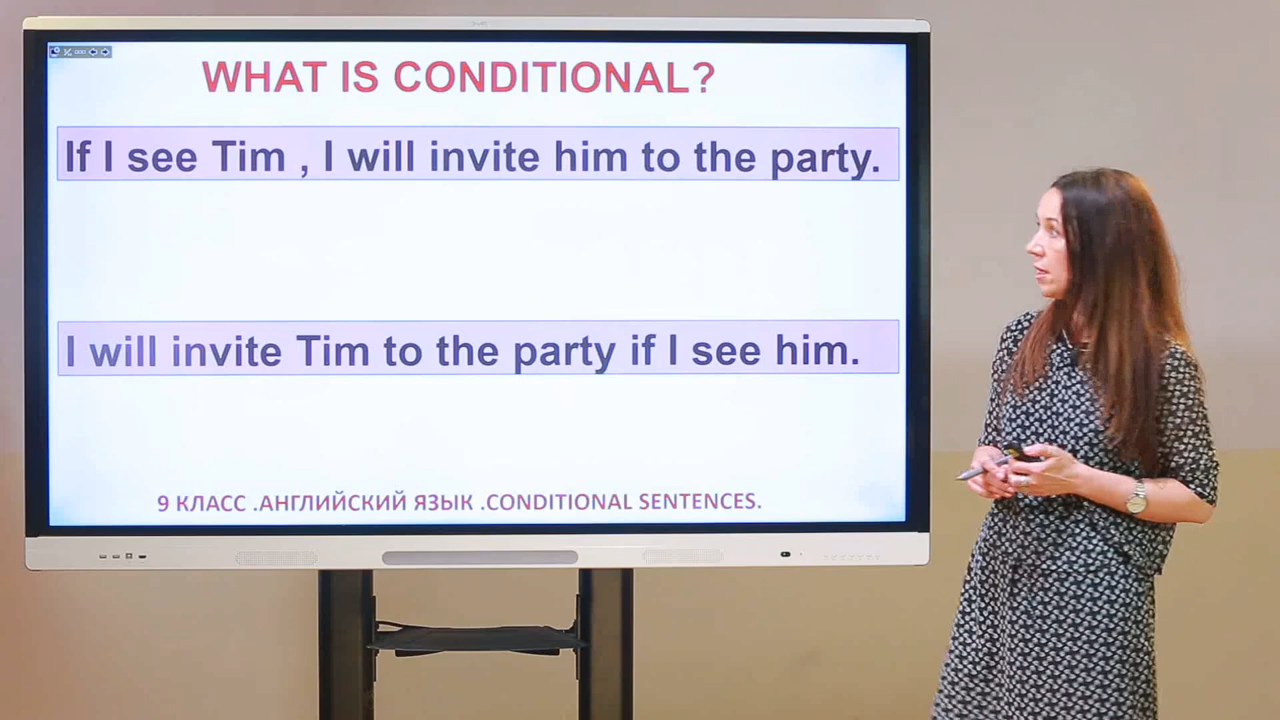 WHAT IS CONDITIONAL?
If I see Tim , I will invite him to the party.
I will invite Tim to the party if I see him.
9 КЛАСС .АНГЛИЙСКИЙ ЯЗЫК .CONDITIONAL SENTENCES.